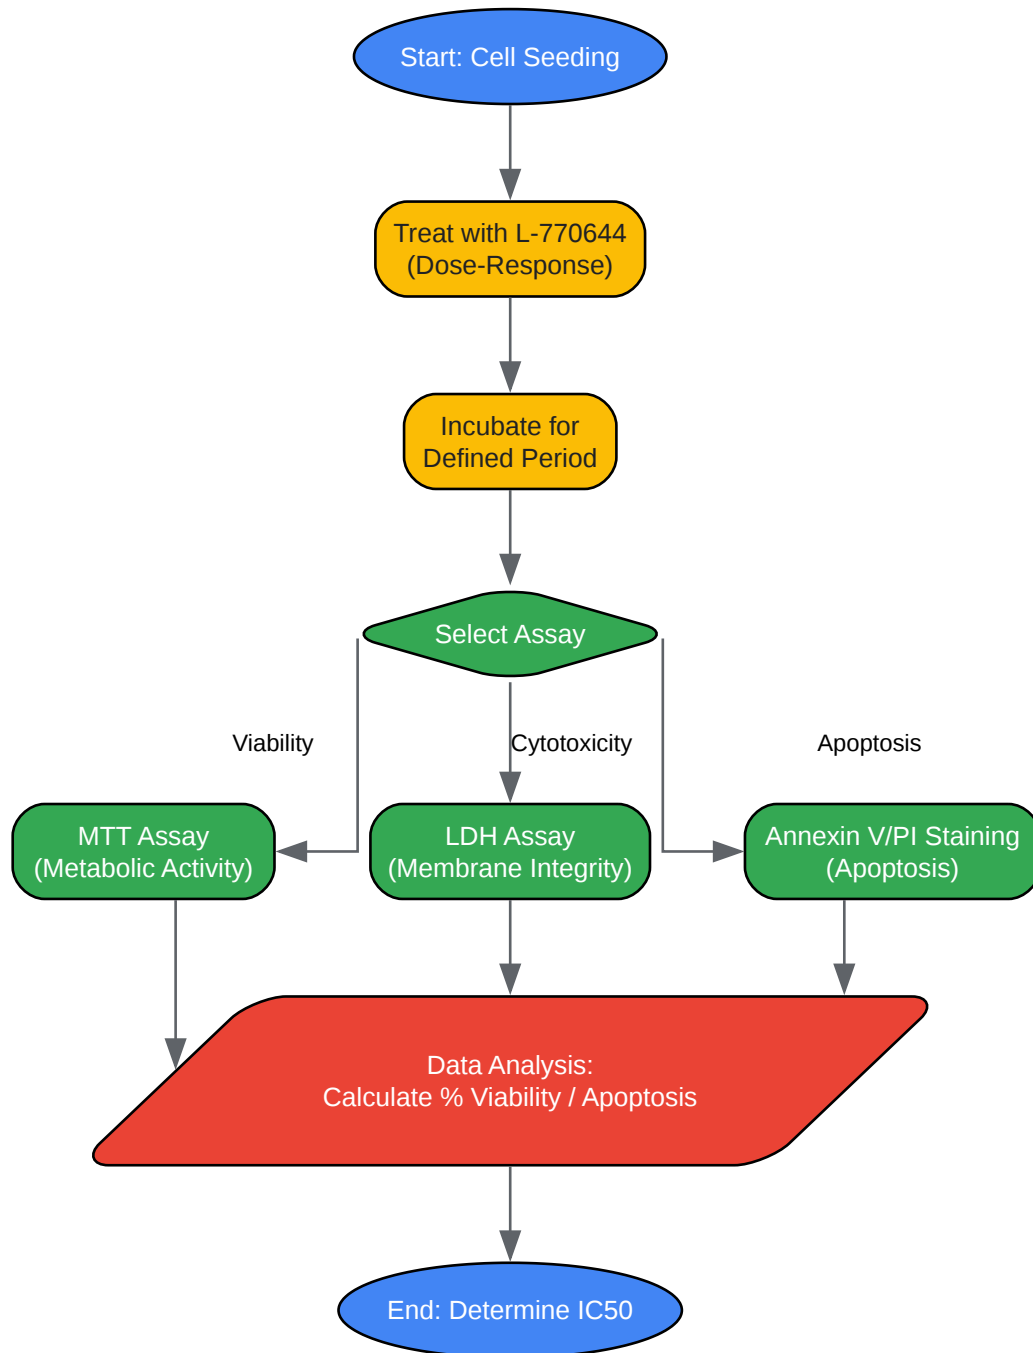 Start: Cell Seeding
Treat with L-770644
(Dose-Response)
Incubate for
Defined Period
Select Assay
Viability
Cytotoxicity
Apoptosis
MTT Assay
(Metabolic Activity)
LDH Assay
(Membrane Integrity)
Annexin V/PI Staining
(Apoptosis)
Data Analysis:
Calculate % Viability / Apoptosis
End: Determine IC50